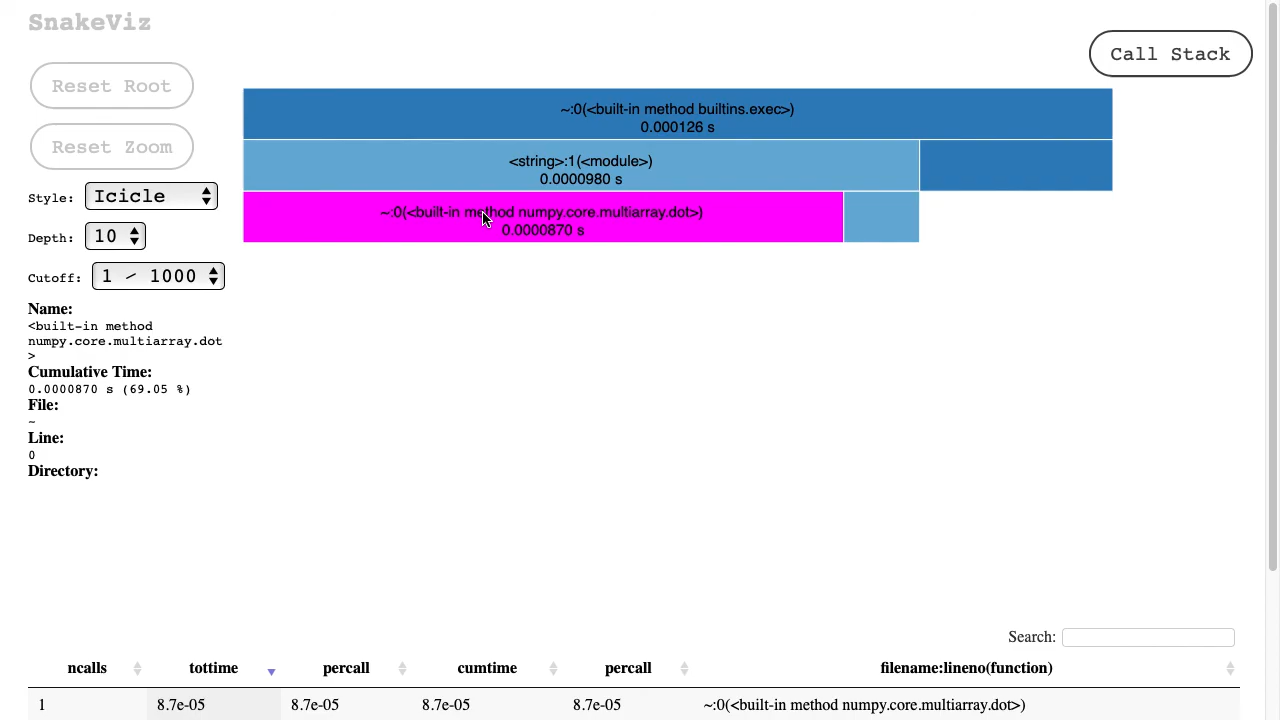 SnakeViz
Call Stack
Reset Root
Reset Zoom
Style: Icicle
Depth: 10
Cutoff: 1 / 1000
Name:
<built-in method
numpy.core.multiarray.dot
>
Cumulative Time:
0.0000870 s (69.05 %)
File:
~
Line:
0
Directory:
~:0(<built-in method builtins.exec>)
0.000126 s
<string>:1(<module>)
0.0000980 s
~:0(<built-in method numpy.core.multiarray.dot>)
0.0000870 s
Search:
ncalls tottime percall cumtime percall filename:lineno(function)
1 8.7e-05 8.7e-05 8.7e-05 8.7e-05 ~:0(<built-in method numpy.core.multiarray.dot>)